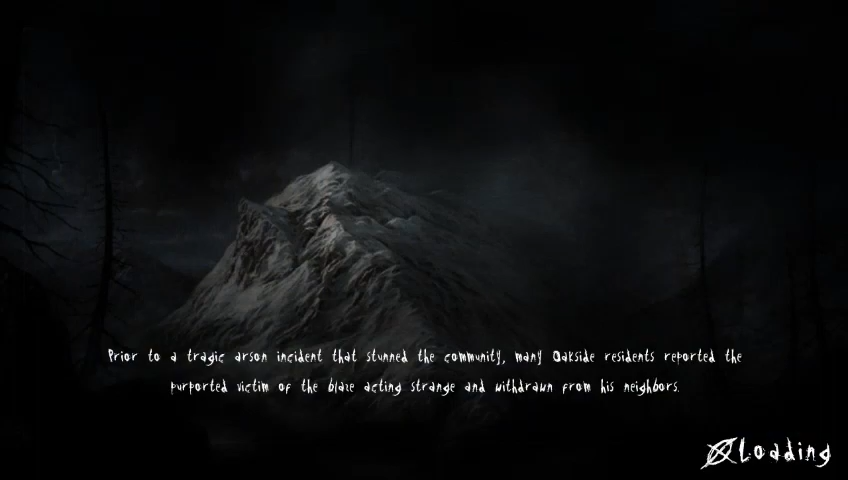 Prior to a tragic arson incident that stunned the community, many Oakside residents reported the
purported victim of the blaze acting strange and withdrawn from his neighbors.
Loading